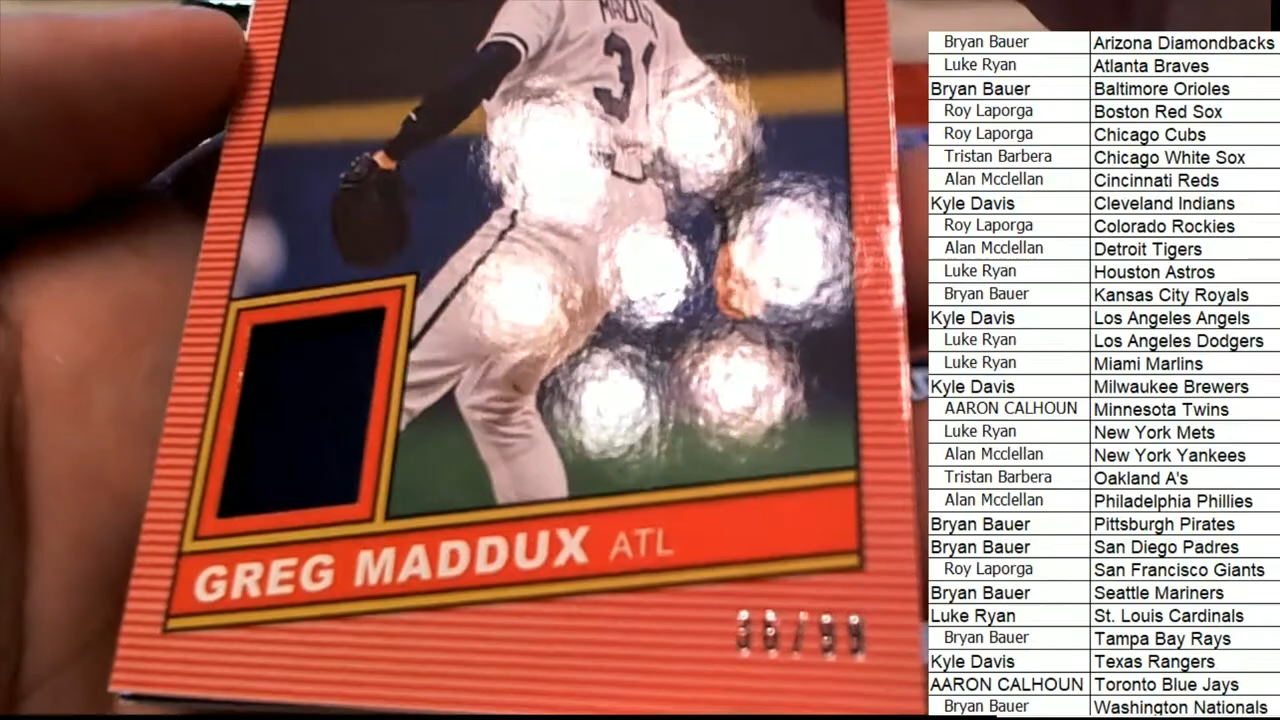 MADUX
31
GREG MADDUX ATL
Bryan Bauer Arizona Diamondbacks
Luke Ryan Atlanta Braves
Bryan Bauer Baltimore Orioles
Roy Laporga Boston Red Sox
Roy Laporga Chicago Cubs
Tristan Barbera Chicago White Sox
Alan Mcclellan Cincinnati Reds
Kyle Davis Cleveland Indians
Roy Laporga Colorado Rockies
Alan Mcclellan Detroit Tigers
Luke Ryan Houston Astros
Bryan Bauer Kansas City Royals
Kyle Davis Los Angeles Angels
Luke Ryan Los Angeles Dodgers
Luke Ryan Miami Marlins
Kyle Davis Milwaukee Brewers
AARON CALHOUN Minnesota Twins
Luke Ryan New York Mets
Alan Mcclellan New York Yankees
Tristan Barbera Oakland A's
Alan Mcclellan Philadelphia Phillies
Bryan Bauer Pittsburgh Pirates
Bryan Bauer San Diego Padres
Roy Laporga San Francisco Giants
Bryan Bauer Seattle Mariners
Luke Ryan St. Louis Cardinals
Bryan Bauer Tampa Bay Rays
Kyle Davis Texas Rangers
AARON CALHOUN Toronto Blue Jays
Bryan Bauer Washington Nationals